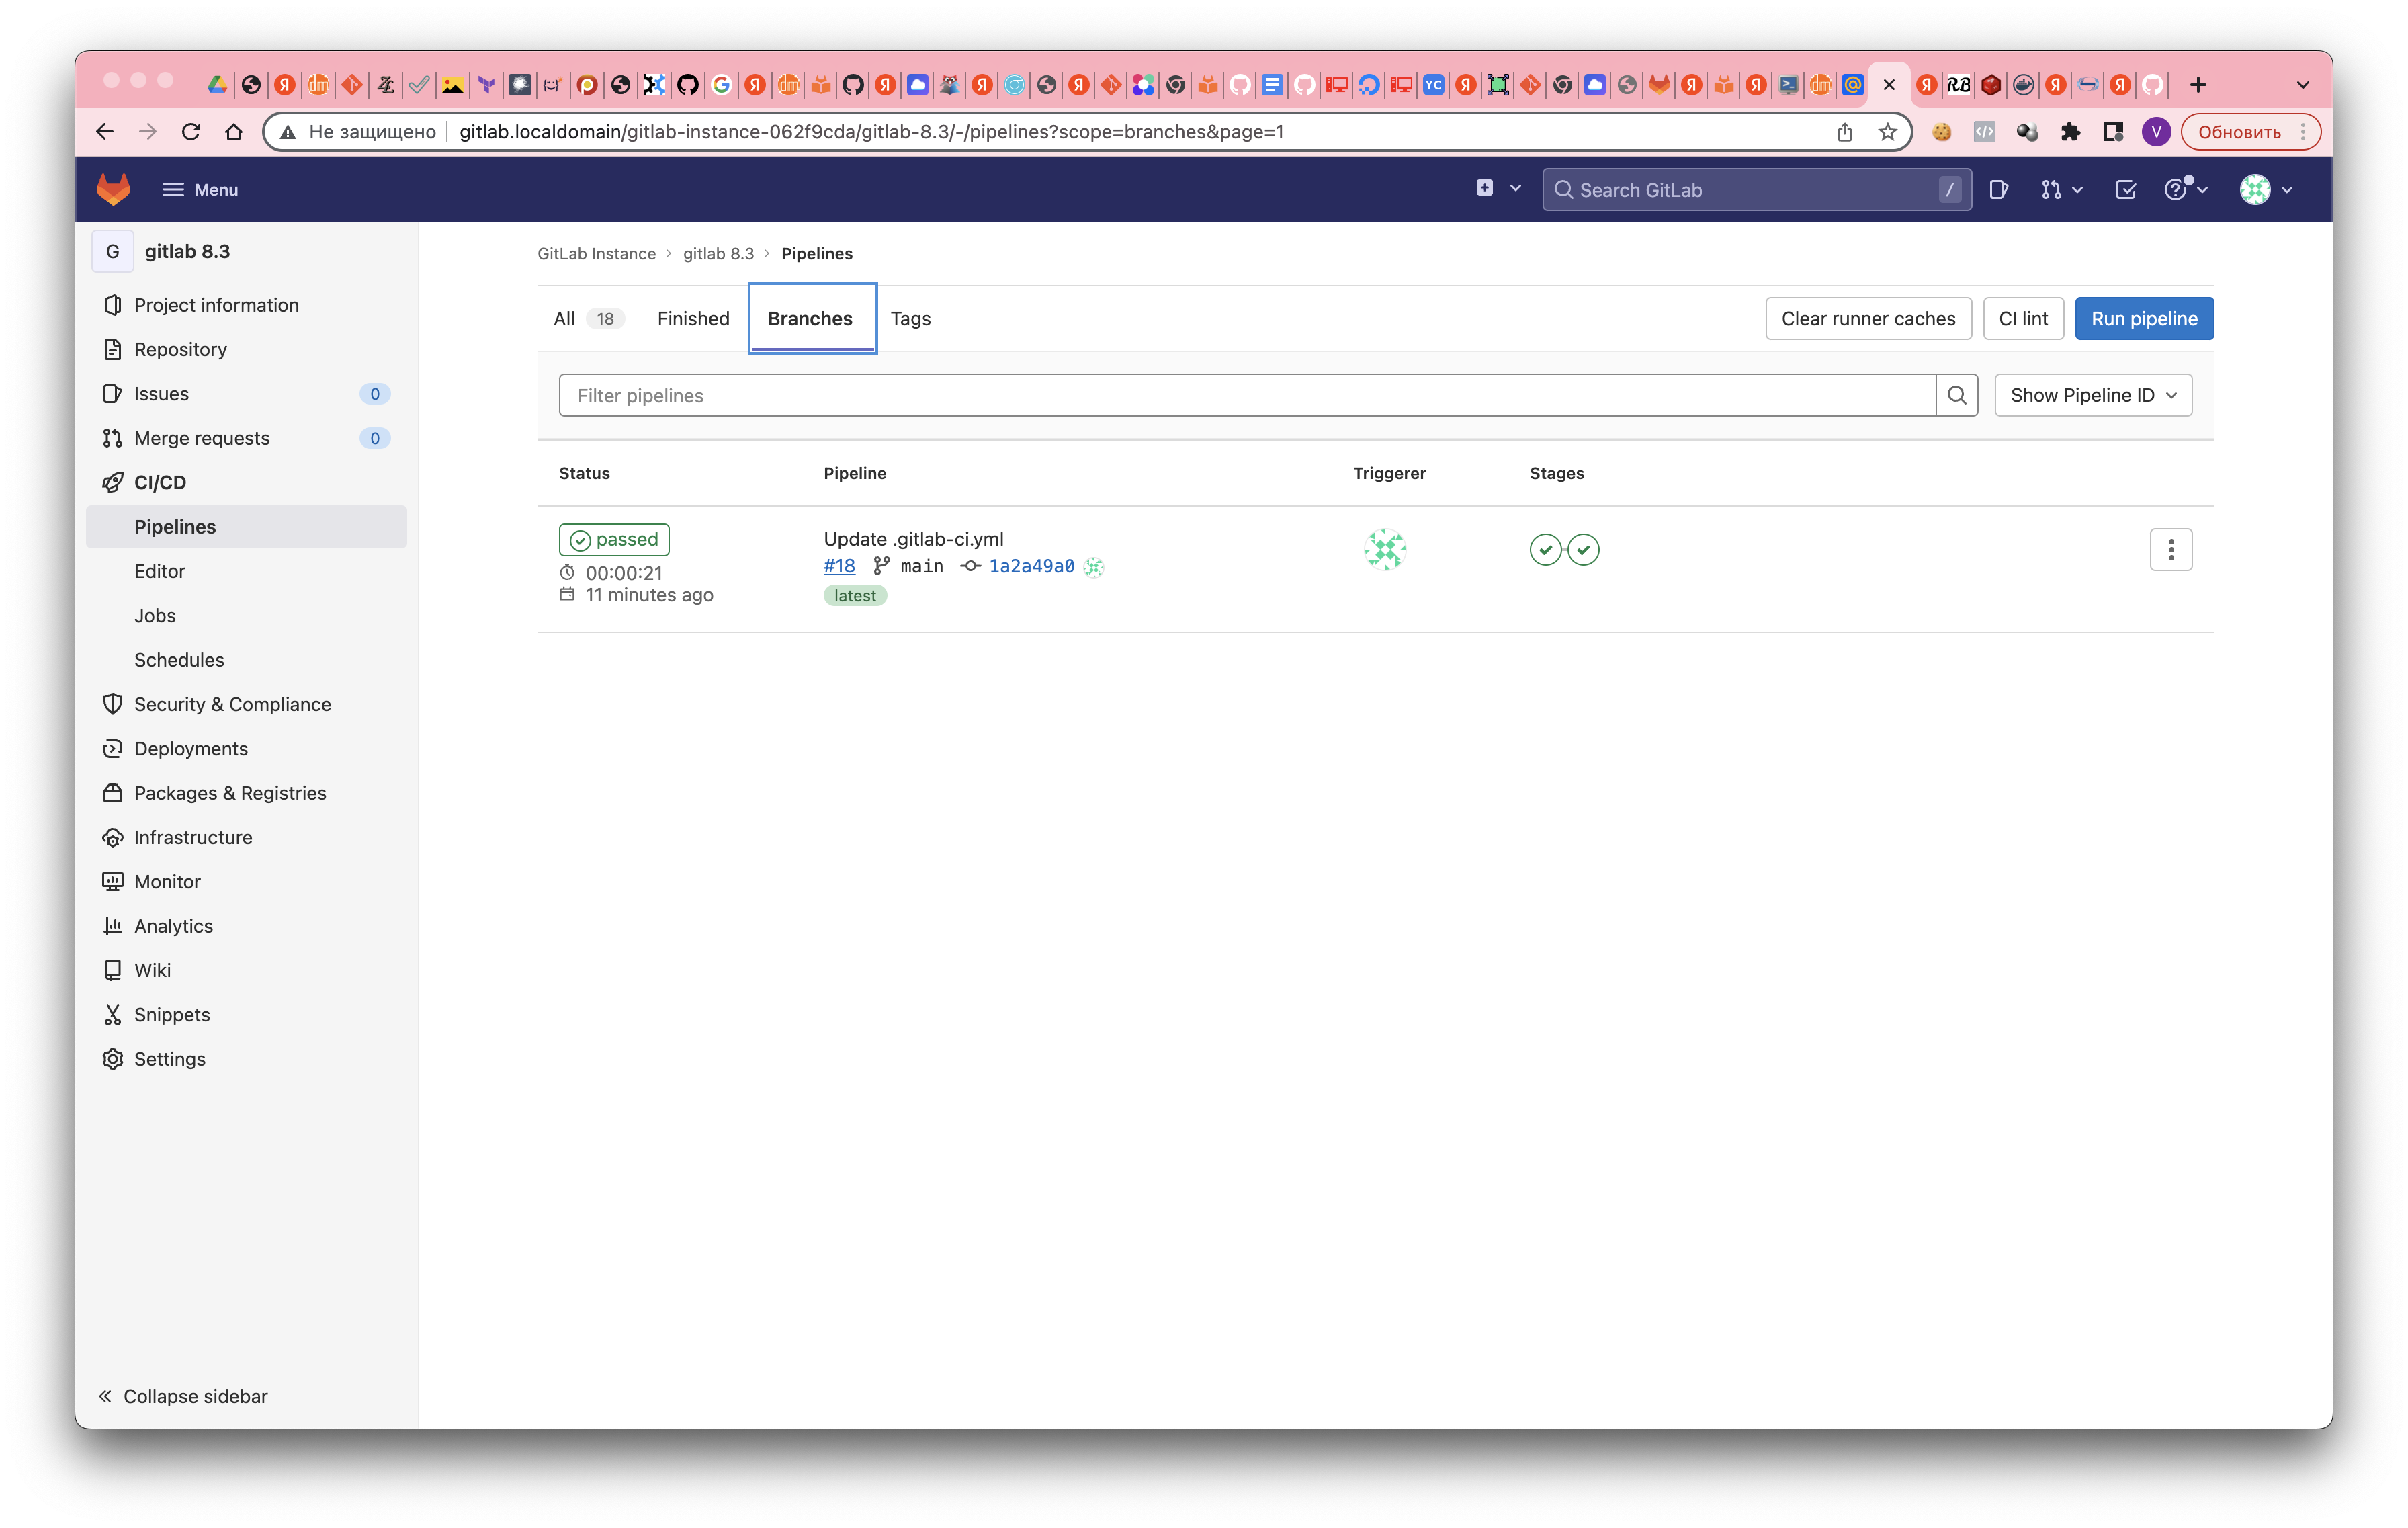 Не защищено
gitlab.localdomain/gitlab-instance-062f9cda/gitlab-8.3/-/pipelines?scope=branches&page=1
V
Обновить
Menu
Search GitLab
/
G
gitlab 8.3
Project information
Repository
Issues 0
Merge requests 0
CI/CD
Pipelines
Editor
Jobs
Schedules
Security & Compliance
Deployments
Packages & Registries
Infrastructure
Monitor
Analytics
Wiki
Snippets
Settings
Collapse sidebar
GitLab Instance > gitlab 8.3 > Pipelines
All 18 Finished Branches Tags
Clear runner caches CI lint Run pipeline
Filter pipelines
Show Pipeline ID
Status Pipeline Triggerer Stages
passed
00:00:21
11 minutes ago
Update .gitlab-ci.yml
#18 main 1a2a49a0
latest